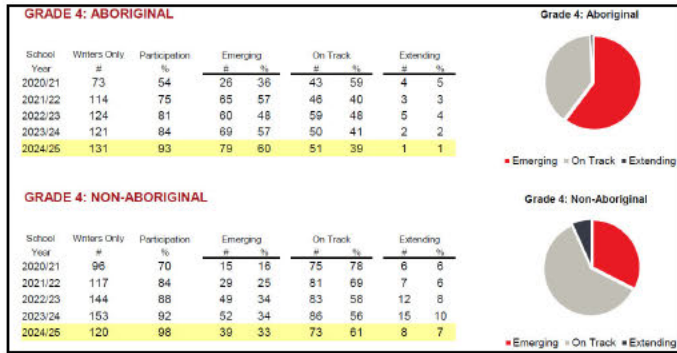 GRADE 4: ABORIGINAL
Grade 4: Aboriginal
School Writers Only Participation Emerging On Track Extending
Year # % # % # % # %
2020/21 73 54 26 36 43 59 4 5
2021/22 114 75 65 57 46 40 3 3
2022/23 124 81 60 48 59 48 5 4
2023/24 121 84 69 57 50 41 2 2
2024/25 131 93 79 60 51 39 1 1
Emerging On Track Extending
GRADE 4: NON-ABORIGINAL
Grade 4: Non-Aboriginal
School Writers Only Participation Emerging On Track Extending
Year # % # % # % # %
2020/21 96 70 15 16 75 78 6 6
2021/22 117 84 29 25 81 69 7 6
2022/23 144 88 49 34 83 58 12 8
2023/24 153 92 52 34 86 56 15 10
2024/25 120 98 39 33 73 61 8 7
Emerging On Track Extending